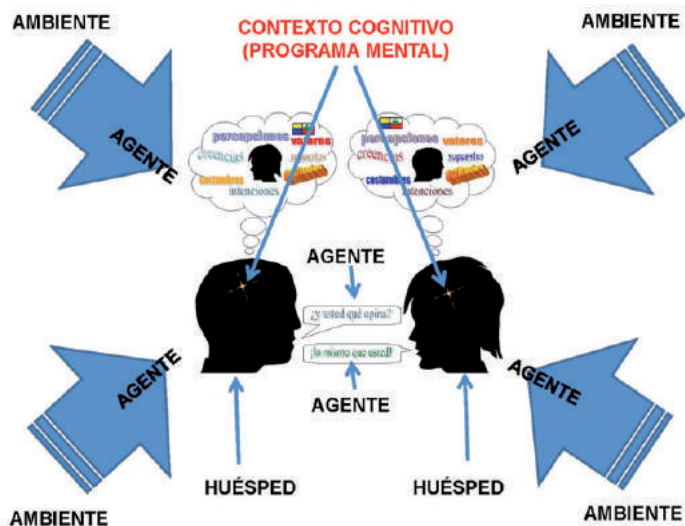 AMBIENTE
CONTEXTO COGNITIVO
(PROGRAMA MENTAL)
AMBIENTE
AGENTE
percepciones
valores
creencias
supuestos
costumbres
intenciones
percepciones
valores
creencias
supuestos
costumbres
intenciones
AGENTE
AGENTE
¿y usted qué opina?
¡lo mismo que usted!
AGENTE
AGENTE
AGENTE
HUÉSPED
HUÉSPED
AMBIENTE
AMBIENTE